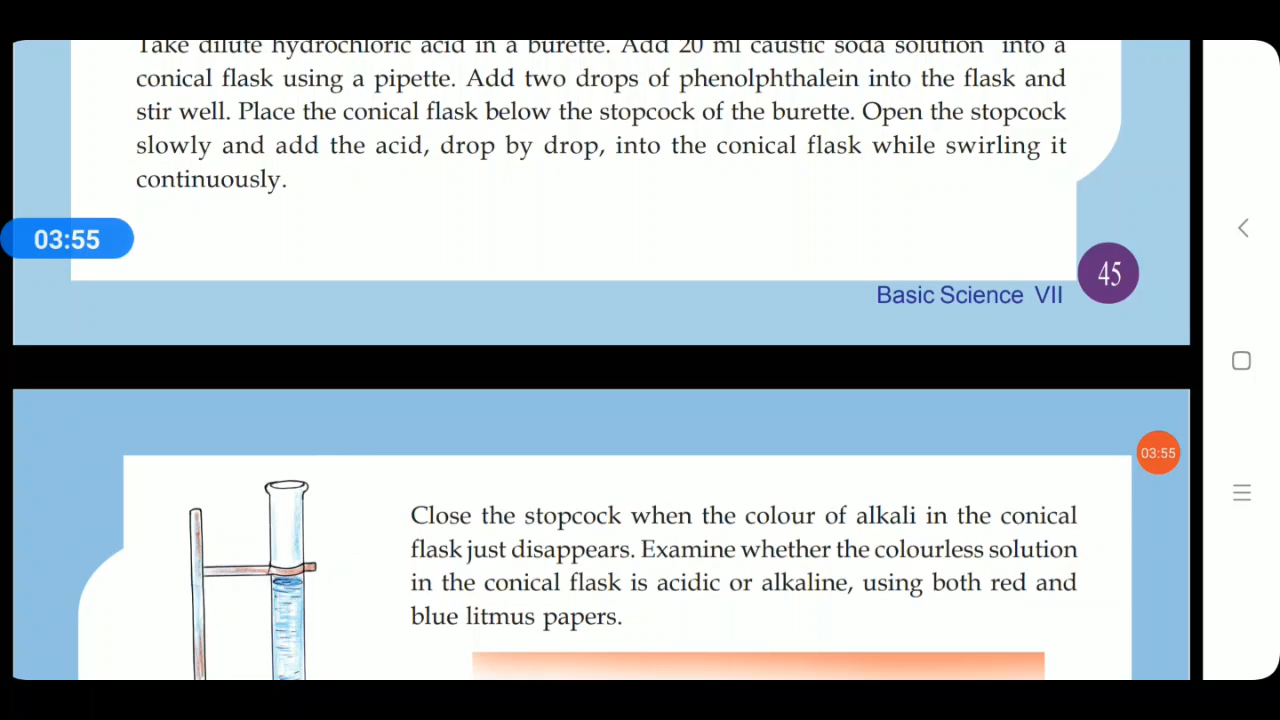 Take dilute hydrochloric acid in a burette. Add 20 ml caustic soda solution into a
conical flask using a pipette. Add two drops of phenolphthalein into the flask and
stir well. Place the conical flask below the stopcock of the burette. Open the stopcock
slowly and add the acid, drop by drop, into the conical flask while swirling it
continuously.
03:55
45
Basic Science VII
03:55
Close the stopcock when the colour of alkali in the conical
flask just disappears. Examine whether the colourless solution
in the conical flask is acidic or alkaline, using both red and
blue litmus papers.